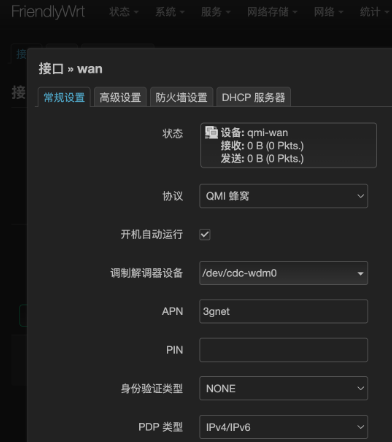 FriendlyWrt 状态 系统 服务 网络存储 网络 统计
接口 » wan
常规设置 高级设置 防火墙设置 DHCP 服务器
状态 设备: qmi-wan
接收: 0 B (0 Pkts.)
发送: 0 B (0 Pkts.)
协议 QMI 蜂窝
开机自动运行
调制解调器设备 /dev/cdc-wdm0
APN 3gnet
PIN
身份验证类型 NONE
PDP 类型 IPv4/IPv6